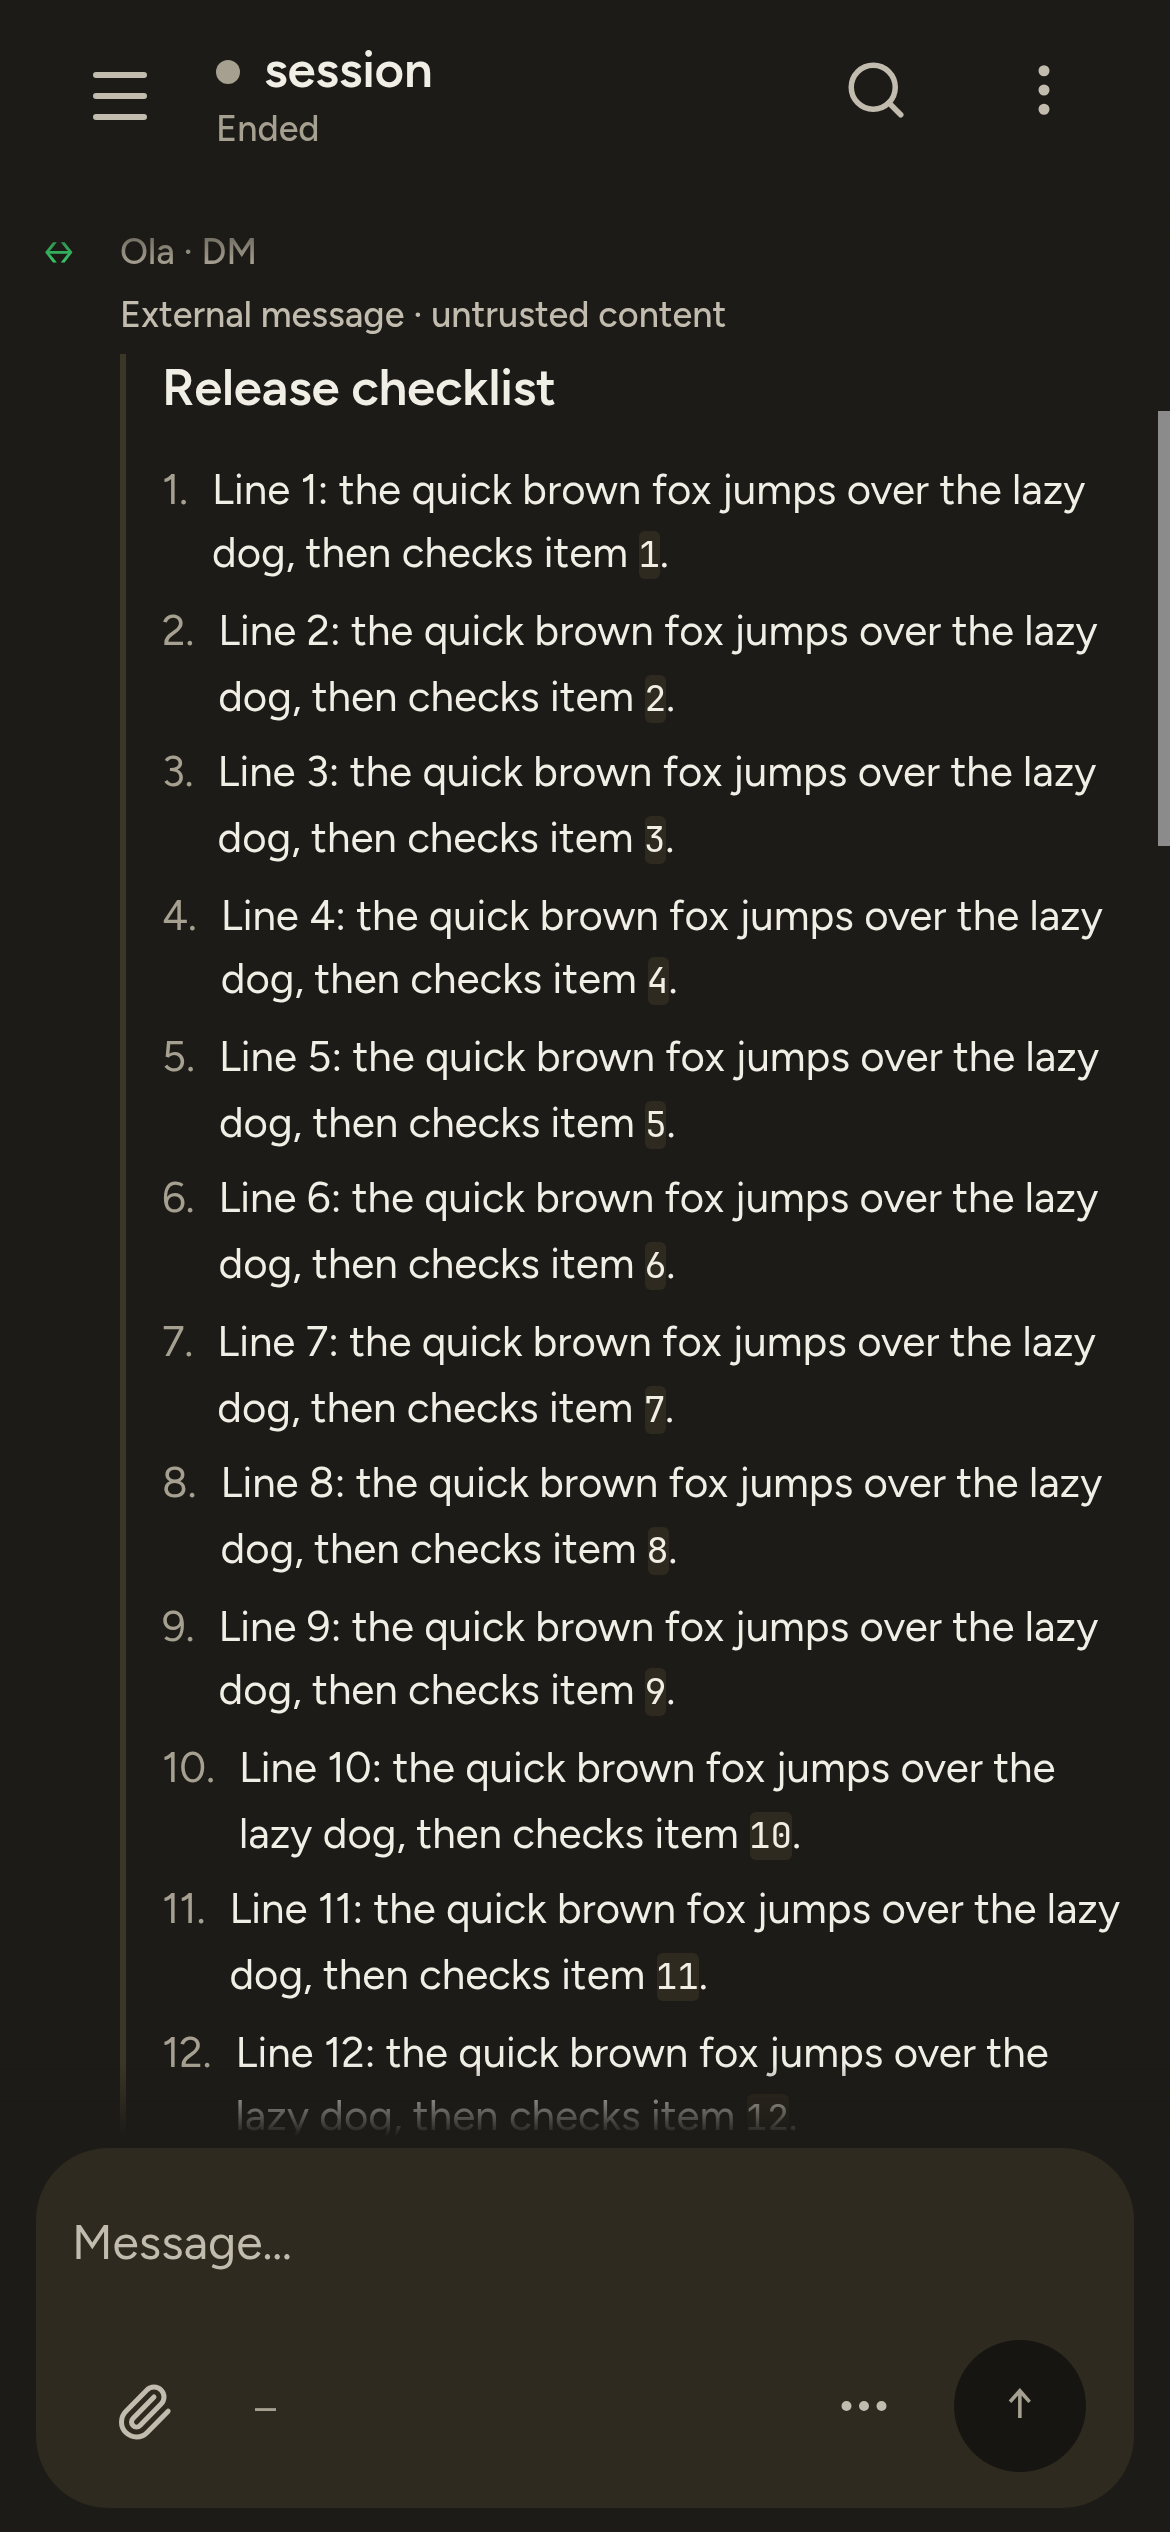 session
Ended
Ola · DM
External message · untrusted content
Release checklist
1. Line 1: the quick brown fox jumps over the lazy
dog, then checks item 1.
2. Line 2: the quick brown fox jumps over the lazy
dog, then checks item 2.
3. Line 3: the quick brown fox jumps over the lazy
dog, then checks item 3.
4. Line 4: the quick brown fox jumps over the lazy
dog, then checks item 4.
5. Line 5: the quick brown fox jumps over the lazy
dog, then checks item 5.
6. Line 6: the quick brown fox jumps over the lazy
dog, then checks item 6.
7. Line 7: the quick brown fox jumps over the lazy
dog, then checks item 7.
8. Line 8: the quick brown fox jumps over the lazy
dog, then checks item 8.
9. Line 9: the quick brown fox jumps over the lazy
dog, then checks item 9.
10. Line 10: the quick brown fox jumps over the
lazy dog, then checks item 10.
11. Line 11: the quick brown fox jumps over the lazy
dog, then checks item 11.
12. Line 12: the quick brown fox jumps over the
lazy dog, then checks item 12.
Message...
–